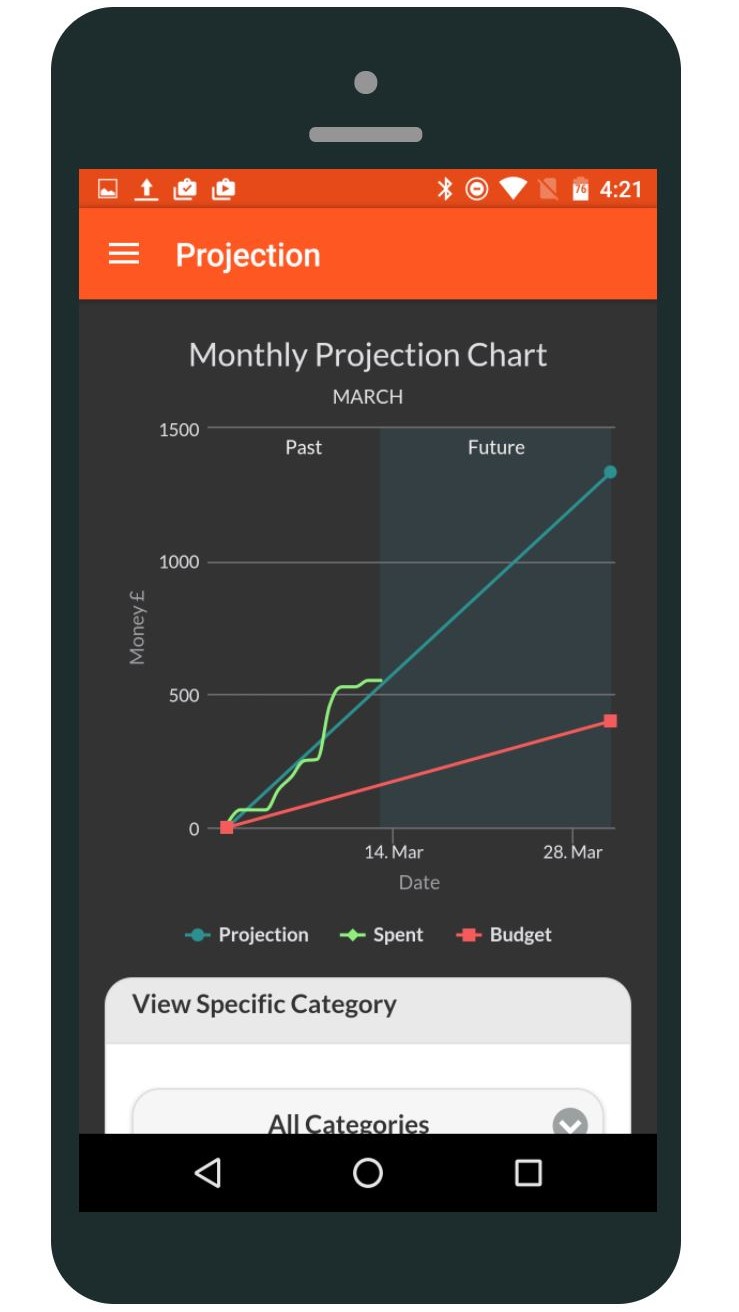 76 4:21
Projection
Monthly Projection Chart
MARCH
1500
Past Future
1000
Money £
500
0
14. Mar 28. Mar
Date
Projection Spent Budget
View Specific Category
All Categories